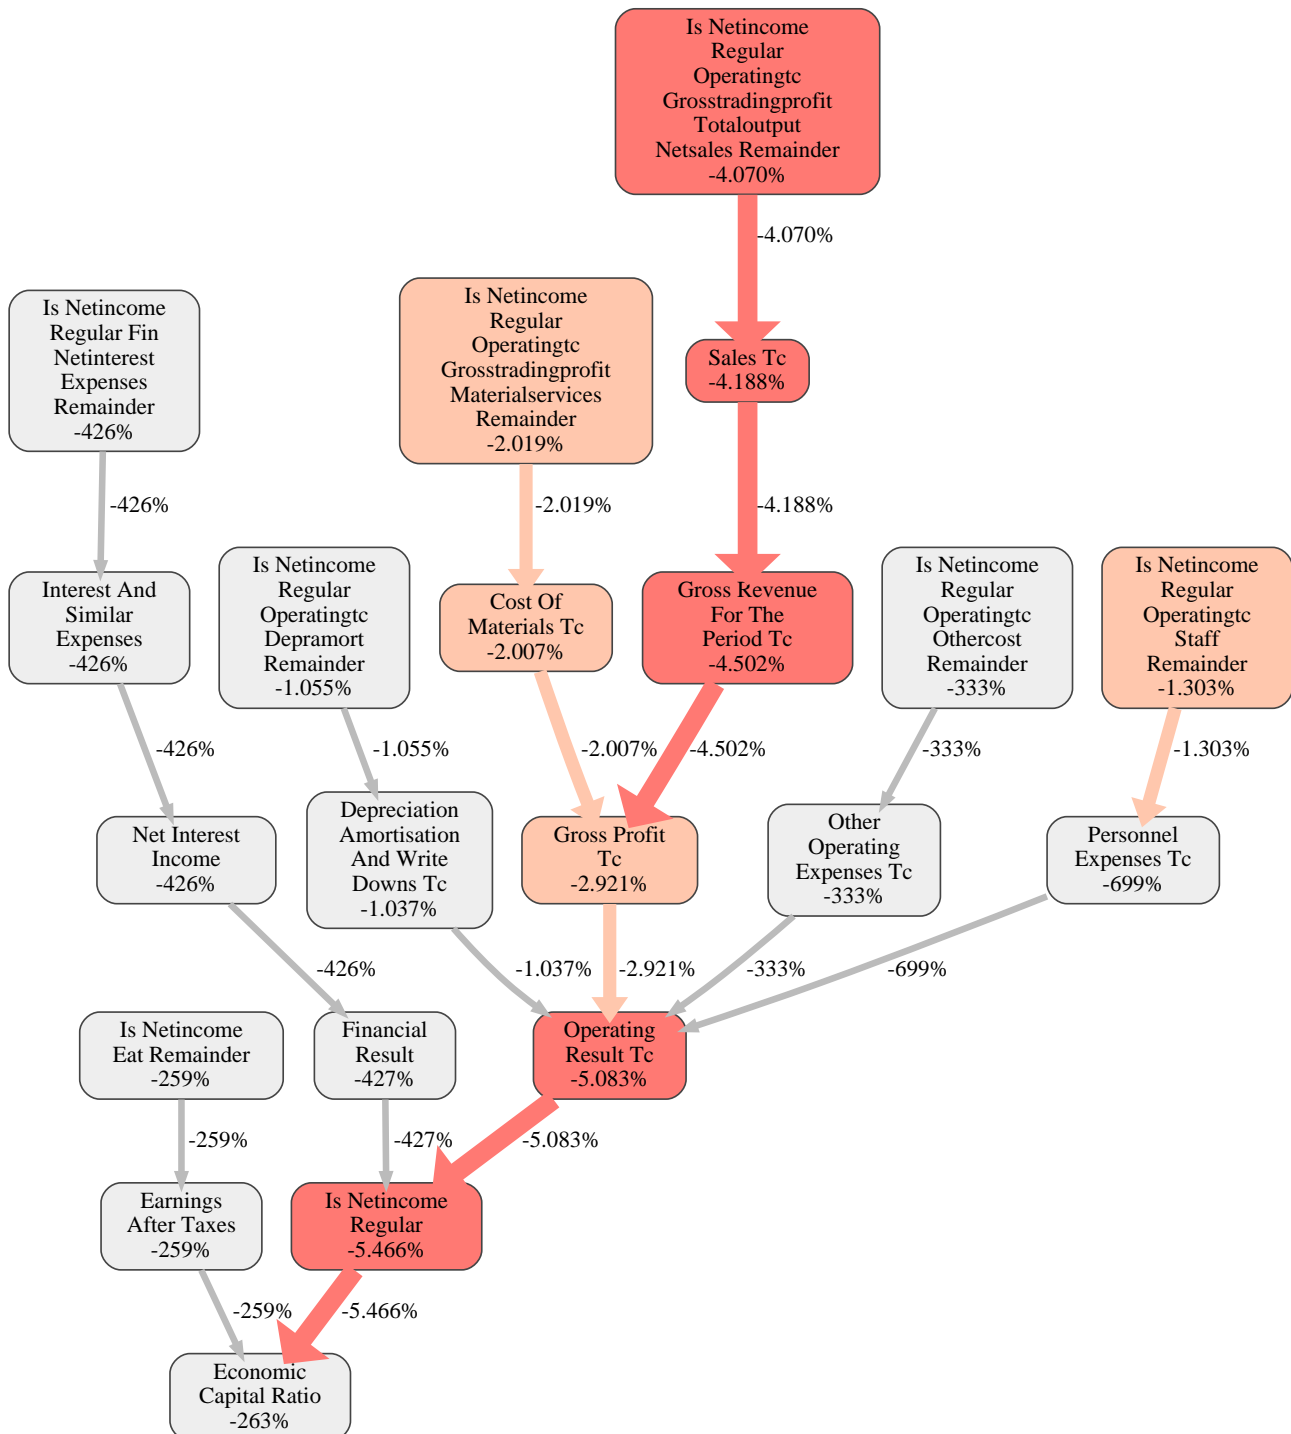 Is Netincome
Regular
Operatingtc
Grosstradingprofit
Totaloutput
Netsales Remainder
-4.070%
-4.070%
Is Netincome
Regular Fin
Netinterest
Expenses
Remainder
-426%
Is Netincome
Regular
Operatingtc
Grosstradingprofit
Materialservices
Remainder
-2.019%
Sales Tc
-4.188%
-426%
-2.019%
-4.188%
Interest And
Similar
Expenses
-426%
Is Netincome
Regular
Operatingtc
Depramort
Remainder
-1.055%
Cost Of
Materials Tc
-2.007%
Gross Revenue
For The
Period Tc
-4.502%
Is Netincome
Regular
Operatingtc
Othercost
Remainder
-333%
Is Netincome
Regular
Operatingtc
Staff
Remainder
-1.303%
-426%
-1.055%
-2.007%
-4.502%
-333%
-1.303%
Net Interest
Income
-426%
Depreciation
Amortisation
And Write
Downs Tc
-1.037%
Gross Profit
Tc
-2.921%
Other
Operating
Expenses Tc
-333%
Personnel
Expenses Tc
-699%
-426%
-1.037%
-2.921%
-333%
-699%
Is Netincome
Eat Remainder
-259%
Financial
Result
-427%
Operating
Result Tc
-5.083%
-259%
-427%
-5.083%
Earnings
After Taxes
-259%
Is Netincome
Regular
-5.466%
-259%
-5.466%
Economic
Capital Ratio
-263%